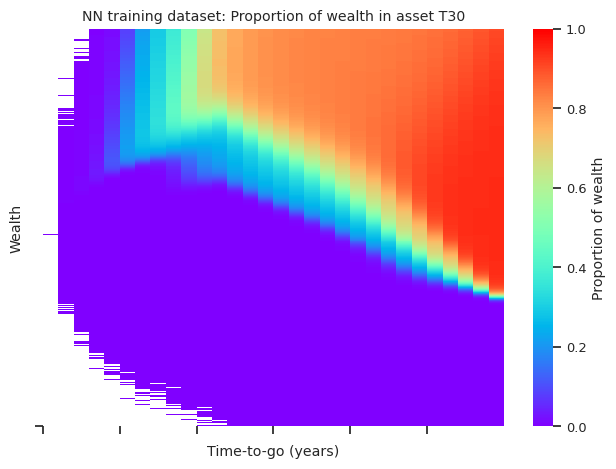 NN training dataset: Proportion of wealth in asset T30
Wealth
Time-to-go (years)
1.0
0.8
0.6
0.4
0.2
0.0
Proportion of wealth